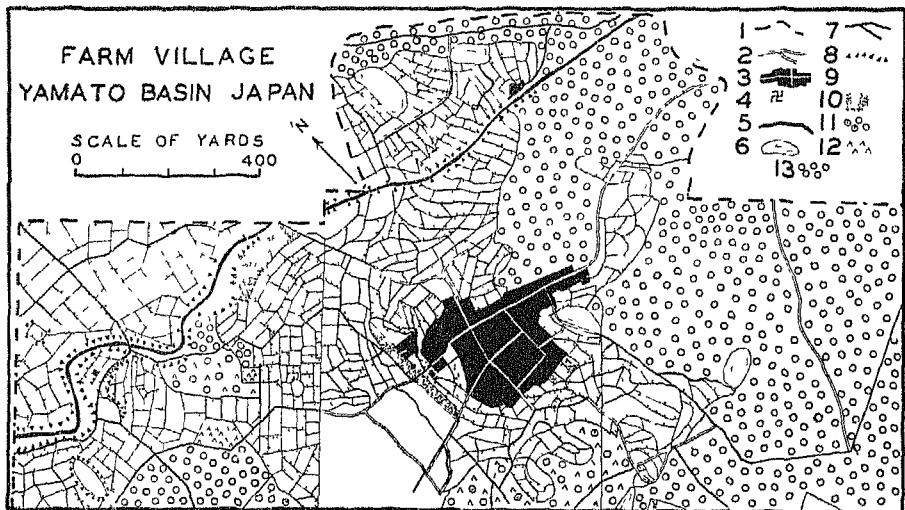 FARM VILLAGE
YAMATO BASIN JAPAN
SCALE OF YARDS
0 400
N
1 7
2 8
3 9
4 卍 10
5 11
6 12
13